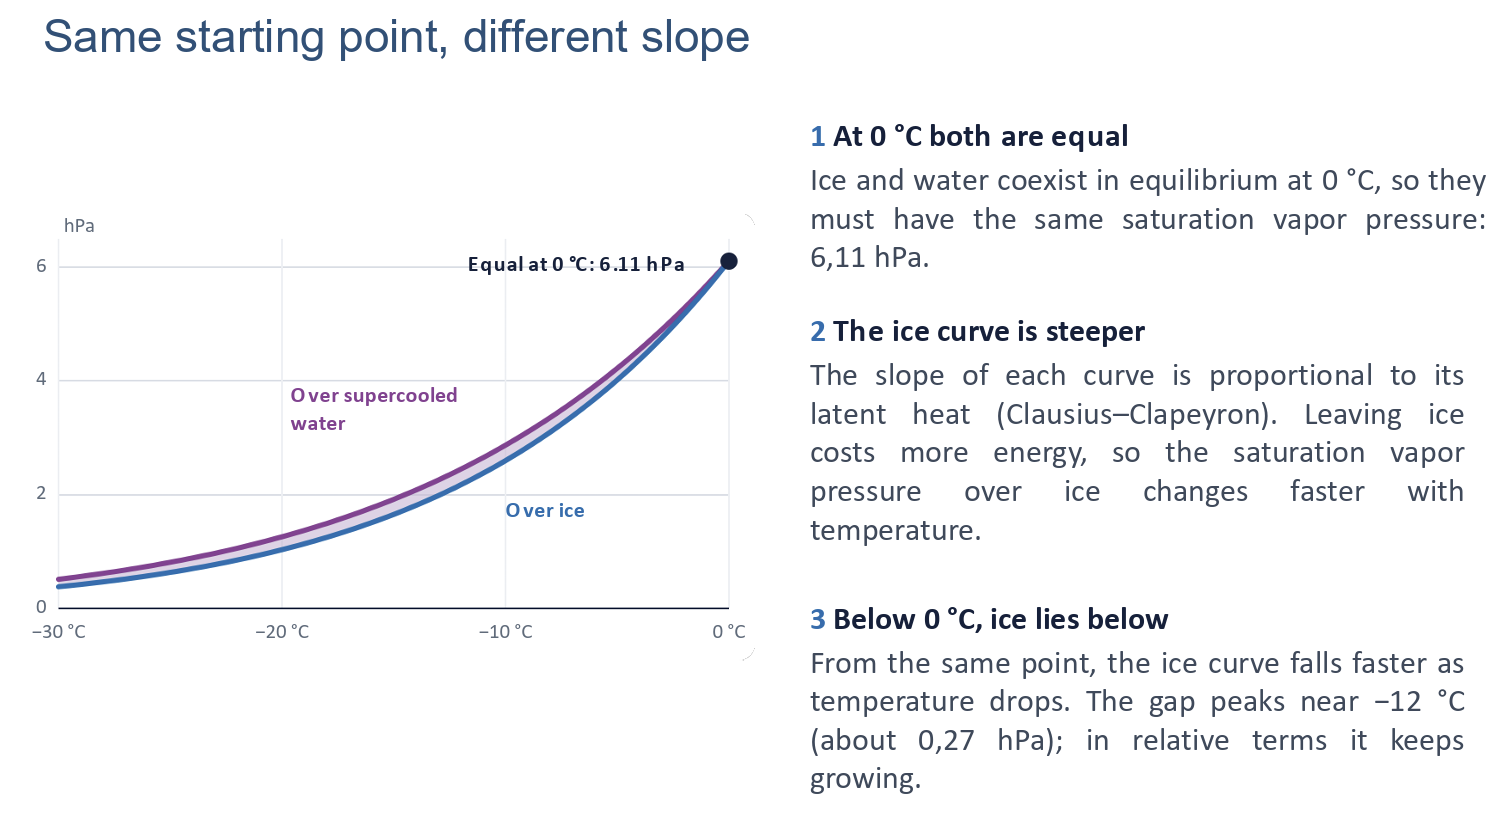 Same starting point, different slope
hPa
6
Equal at 0 °C: 6.11 hPa
4
Over supercooled
water
2
Over ice
0
−30 °C
−20 °C
−10 °C
0 °C
1 At 0 °C both are equal
Ice and water coexist in equilibrium at 0 °C, so they
must have the same saturation vapor pressure:
6,11 hPa.
2 The ice curve is steeper
The slope of each curve is proportional to its
latent heat (Clausius–Clapeyron). Leaving ice
costs more energy, so the saturation vapor
pressure over ice changes faster with
temperature.
3 Below 0 °C, ice lies below
From the same point, the ice curve falls faster as
temperature drops. The gap peaks near −12 °C
(about 0,27 hPa); in relative terms it keeps
growing.